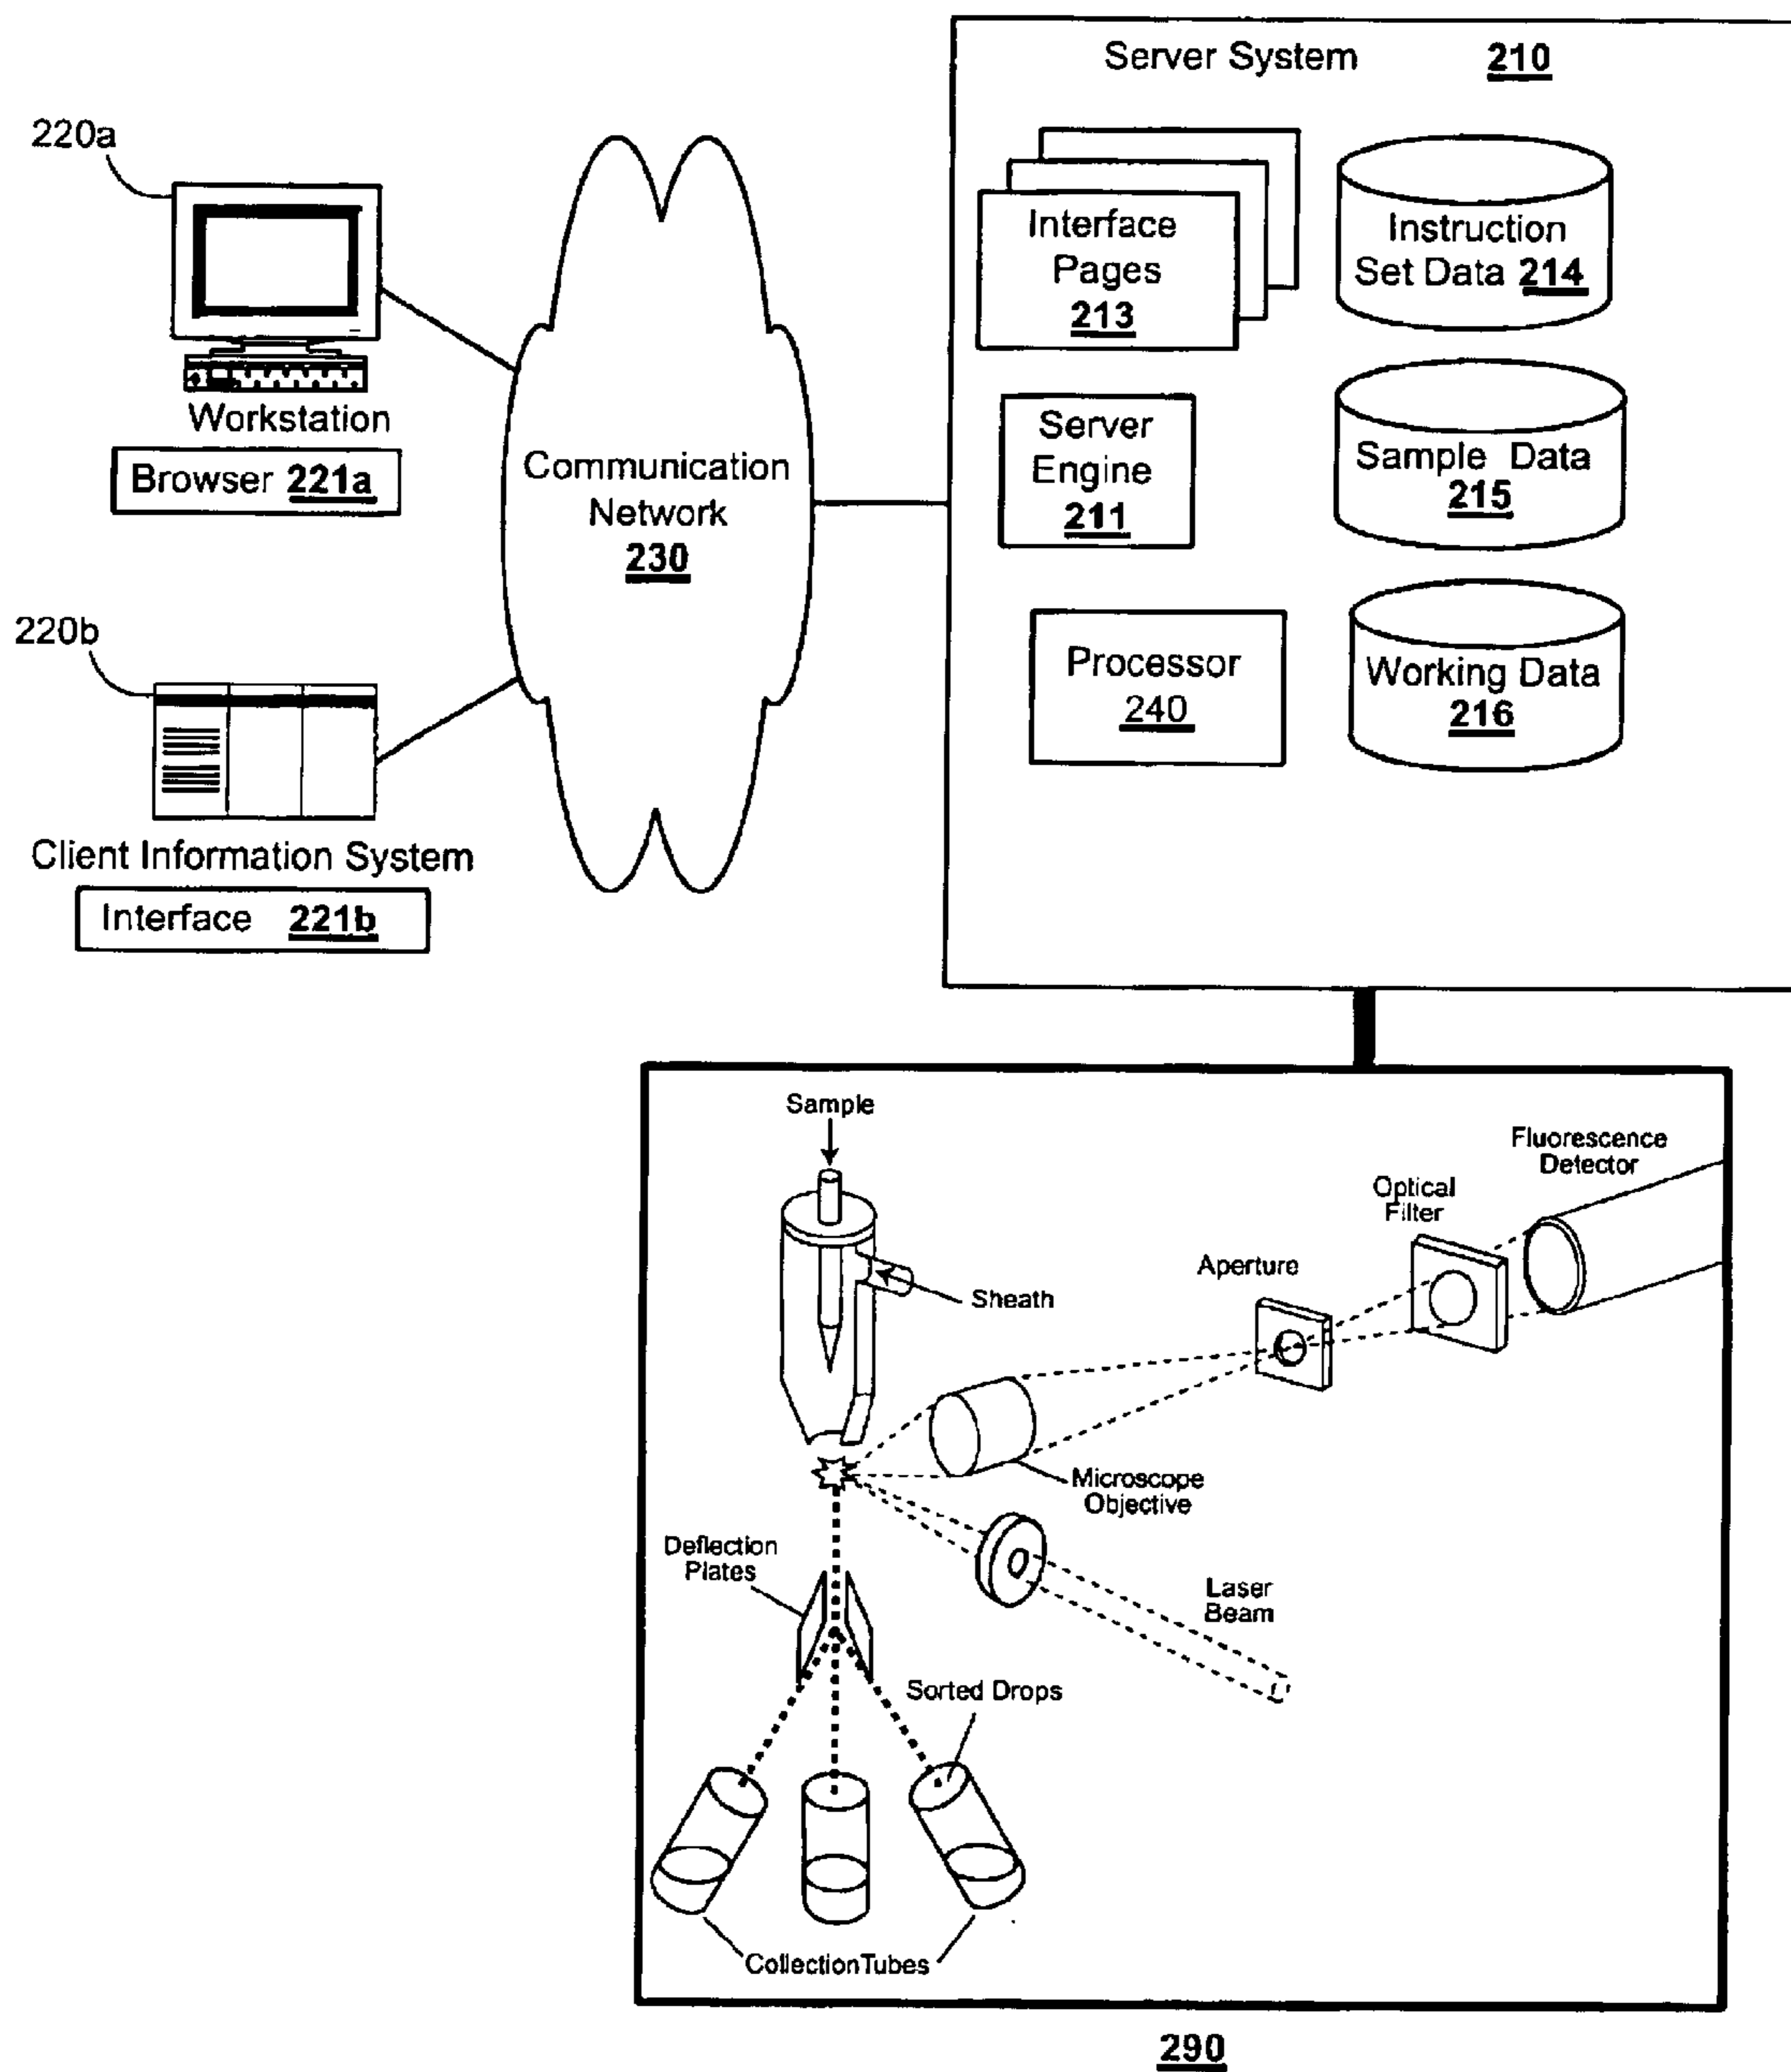 Server System 210
220a
Interface
Pages
213
Instruction
Set Data 214
Workstation
Browser 221a
Communication
Network
230
Server
Engine
211
Sample Data
215
220b
Processor
240
Working Data
216
Client Information System
Interface 221b
Sample
Fluorescence
Detector
Optical
Filter
Aperture
Sheath
Microscope
Objective
Deflection
Plates
Laser
Beam
Sorted Drops
CollectionTubes
290